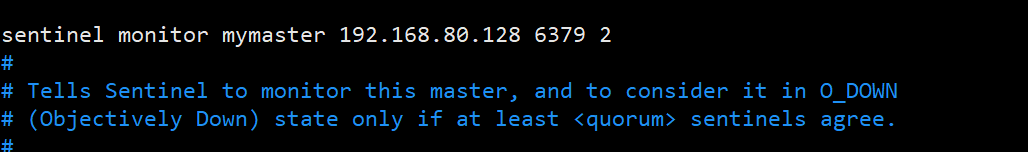 sentinel monitor mymaster 192.168.80.128 6379 2
#
# Tells Sentinel to monitor this master, and to consider it in O_DOWN
# (Objectively Down) state only if at least <quorum> sentinels agree.
#